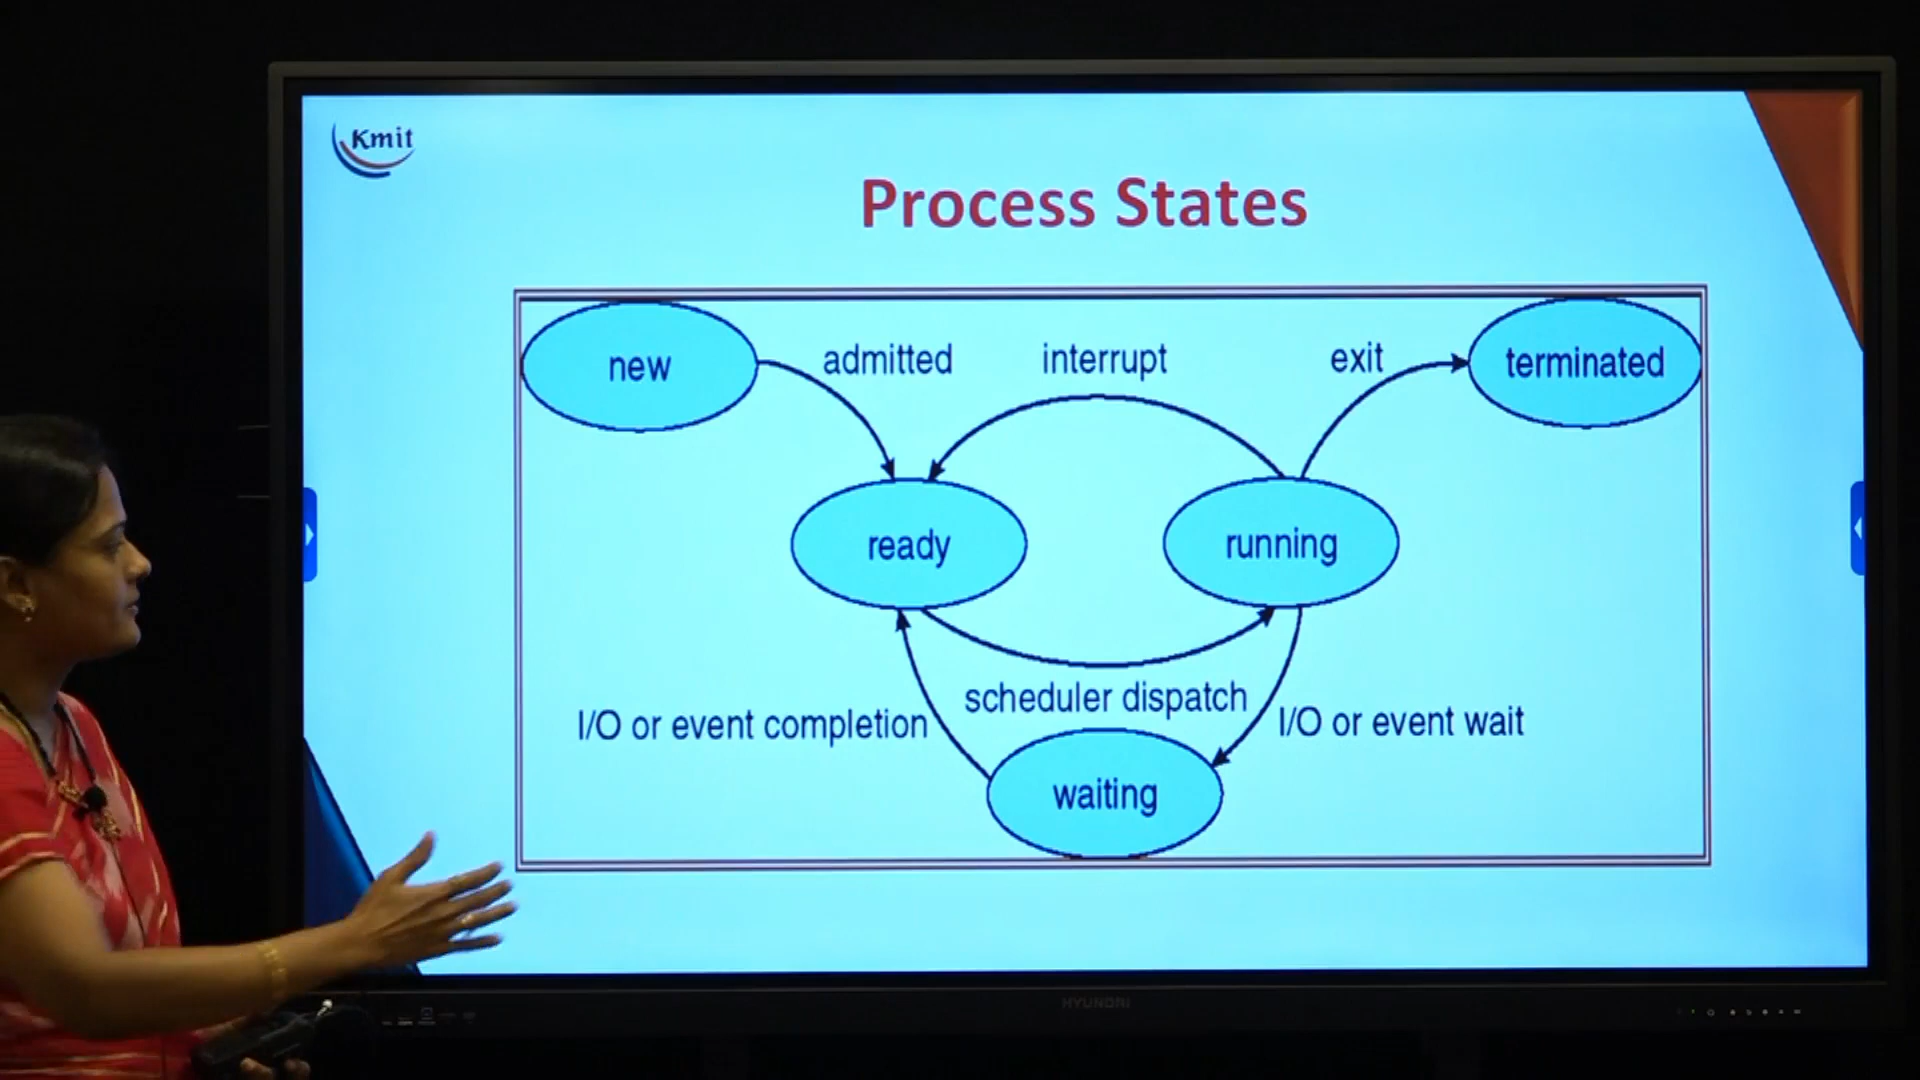 Kmit
Process States
new
admitted
interrupt
exit
terminated
ready
running
scheduler dispatch
I/O or event completion
I/O or event wait
waiting
HYUNDAI